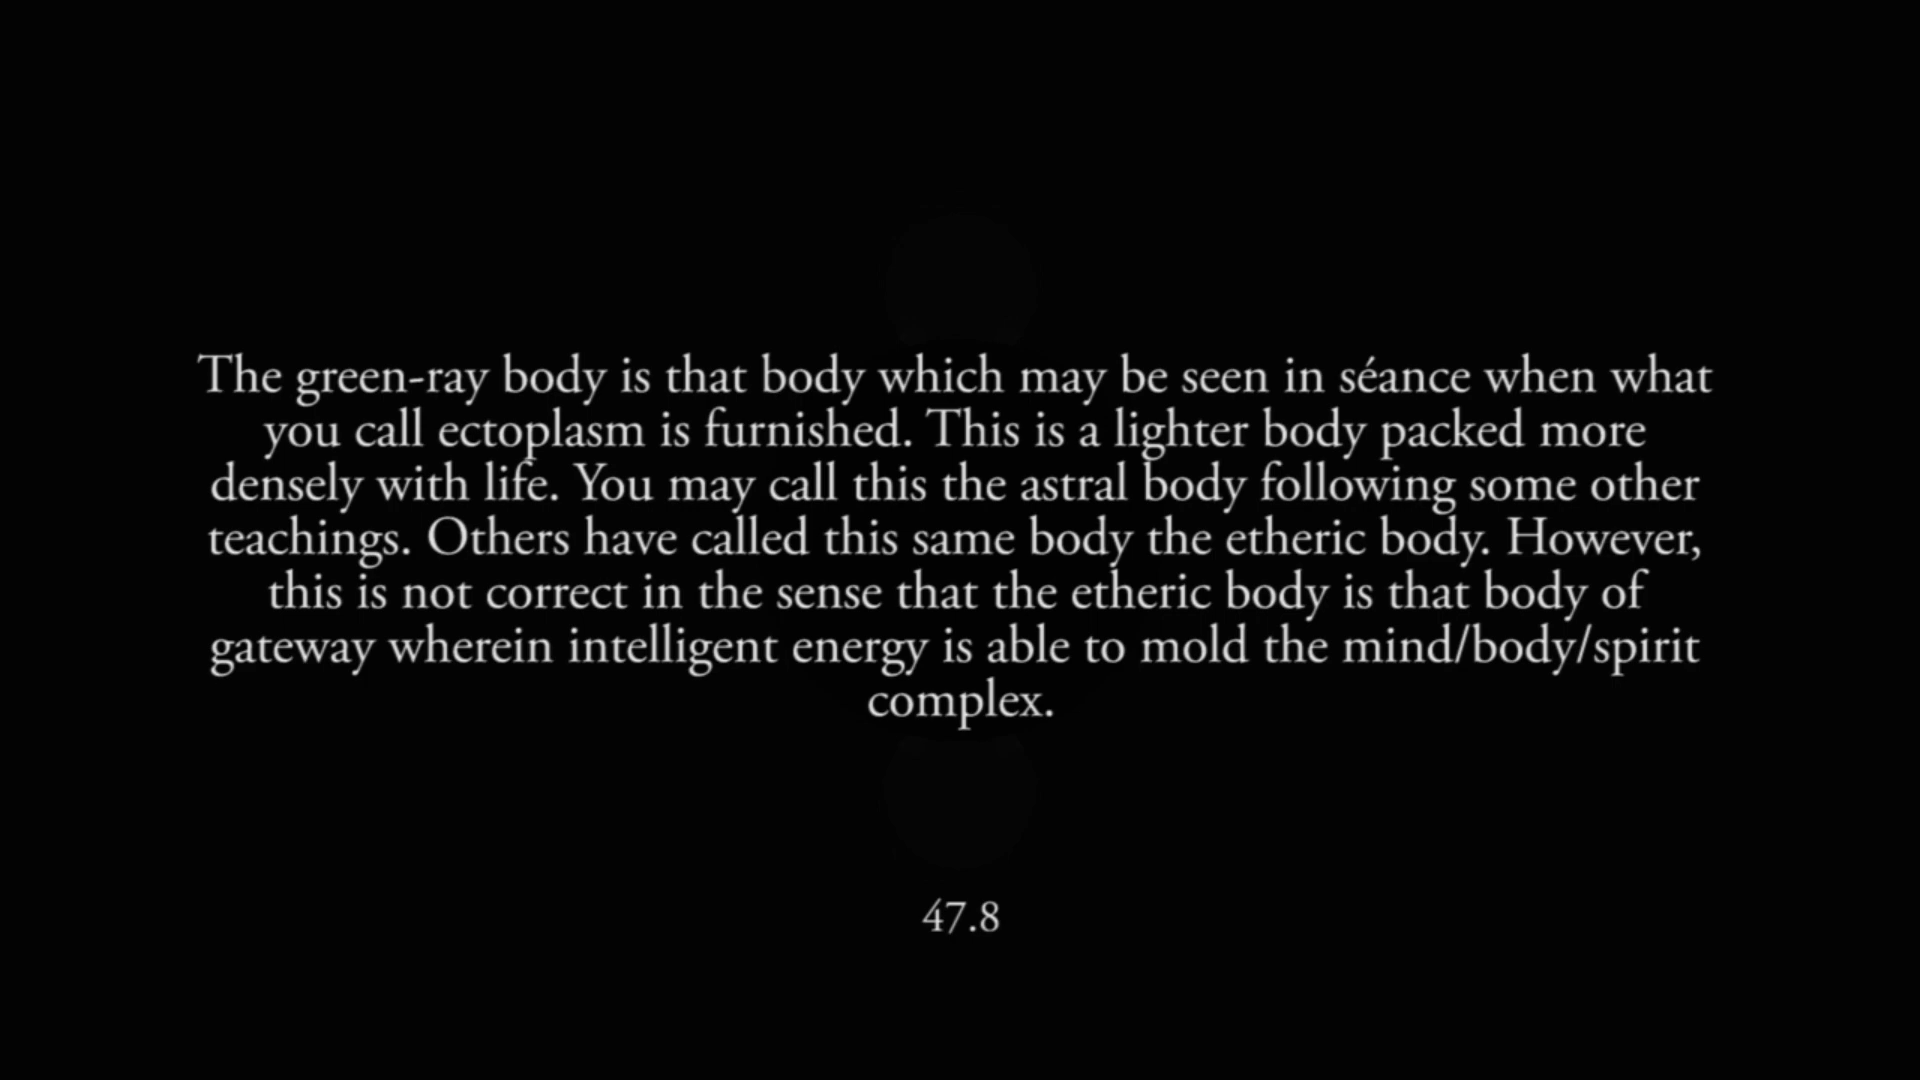 The green-ray body is that body which may be seen in séance when what
you call ectoplasm is furnished. This is a lighter body packed more
densely with life. You may call this the astral body following some other
teachings. Others have called this same body the etheric body. However,
this is not correct in the sense that the etheric body is that body of
gateway wherein intelligent energy is able to mold the mind/body/spirit
complex.
47.8